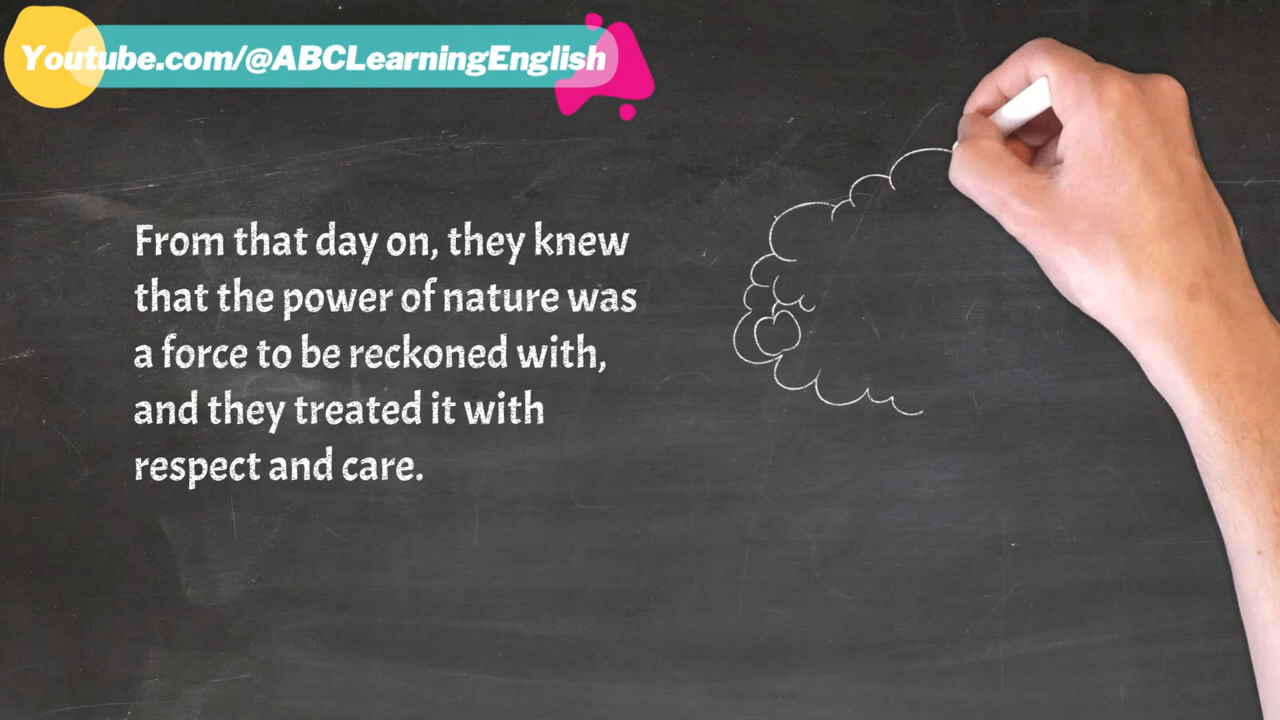 Youtube.com/@ABCLearningEnglish
From that day on, they knew
that the power of nature was
a force to be reckoned with,
and they treated it with
respect and care.